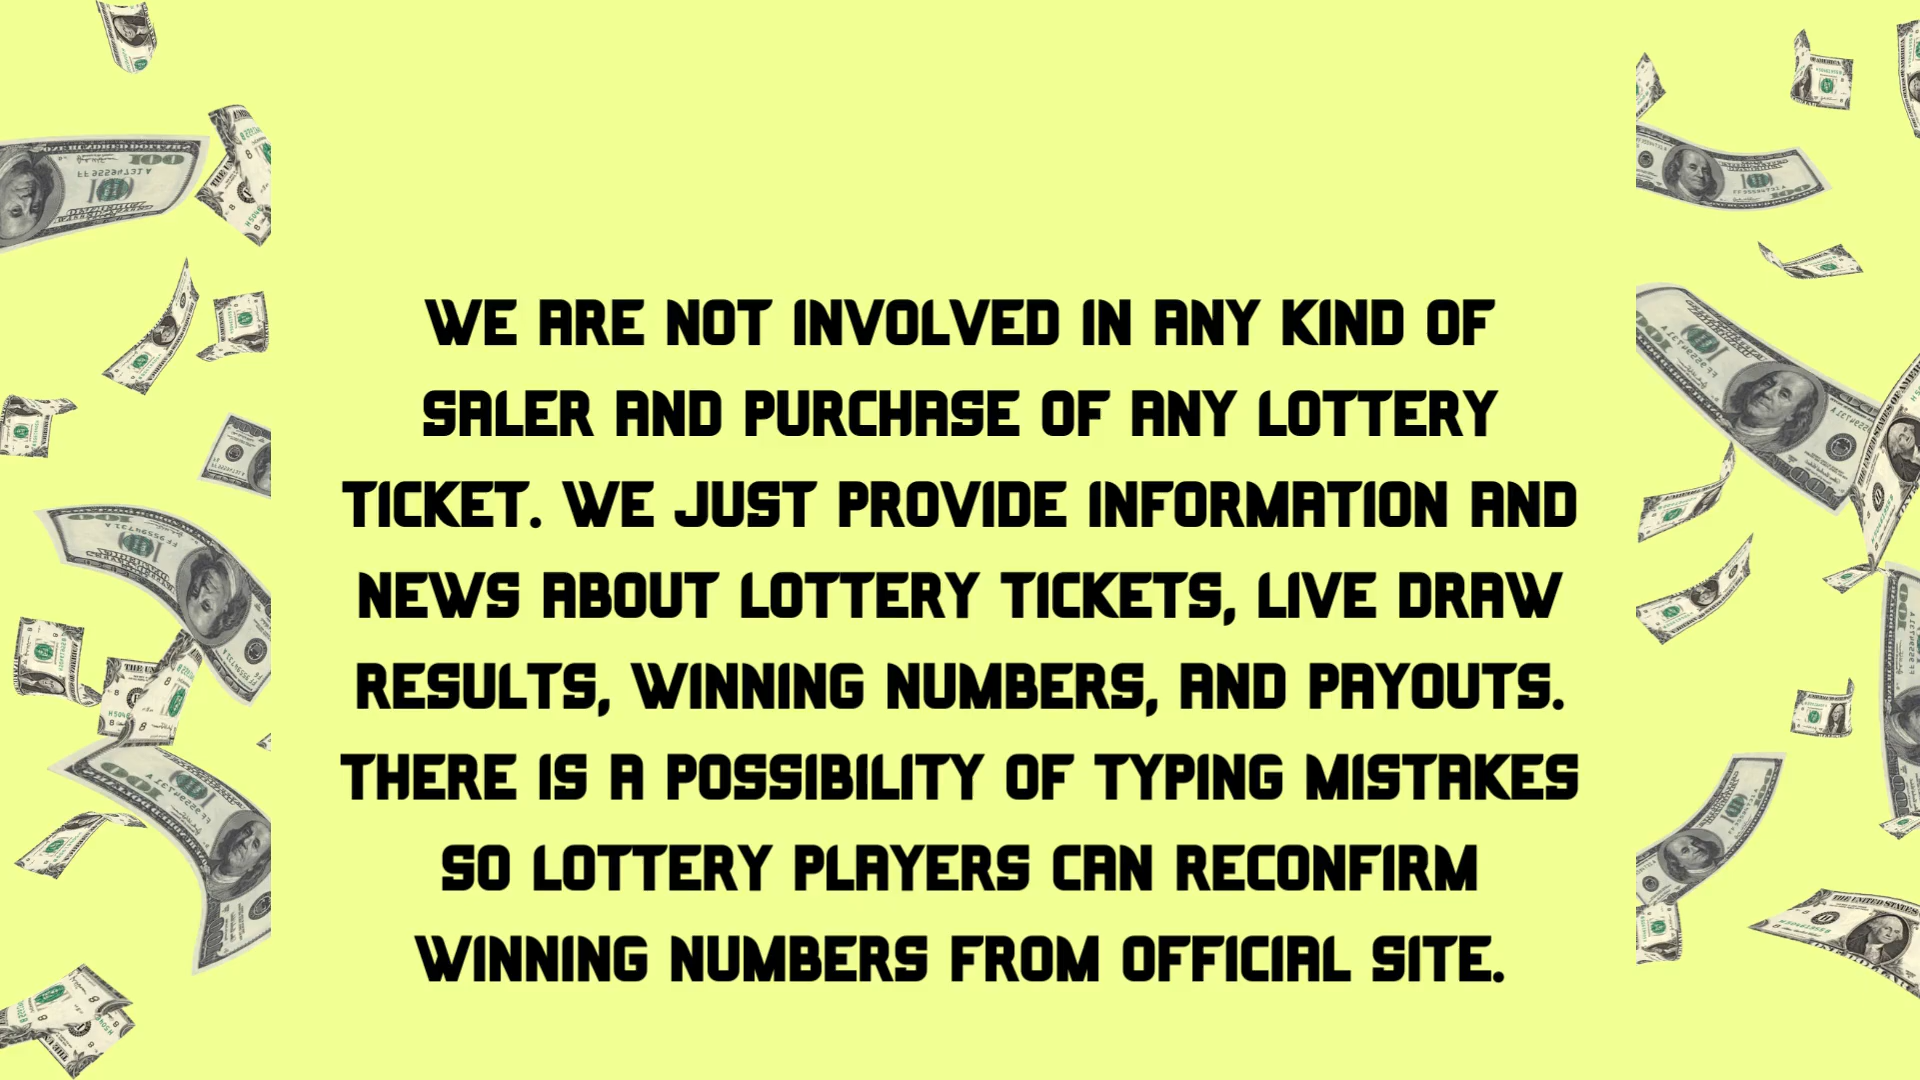 WE ARE NOT INVOLVED IN ANY KIND OF
SALER AND PURCHASE OF ANY LOTTERY
TICKET. WE JUST PROVIDE INFORMATION AND
NEWS ABOUT LOTTERY TICKETS, LIVE DRAW
RESULTS, WINNING NUMBERS, AND PAYOUTS.
THERE IS A POSSIBILITY OF TYPING MISTAKES
SO LOTTERY PLAYERS CAN RECONFIRM
WINNING NUMBERS FROM OFFICIAL SITE.